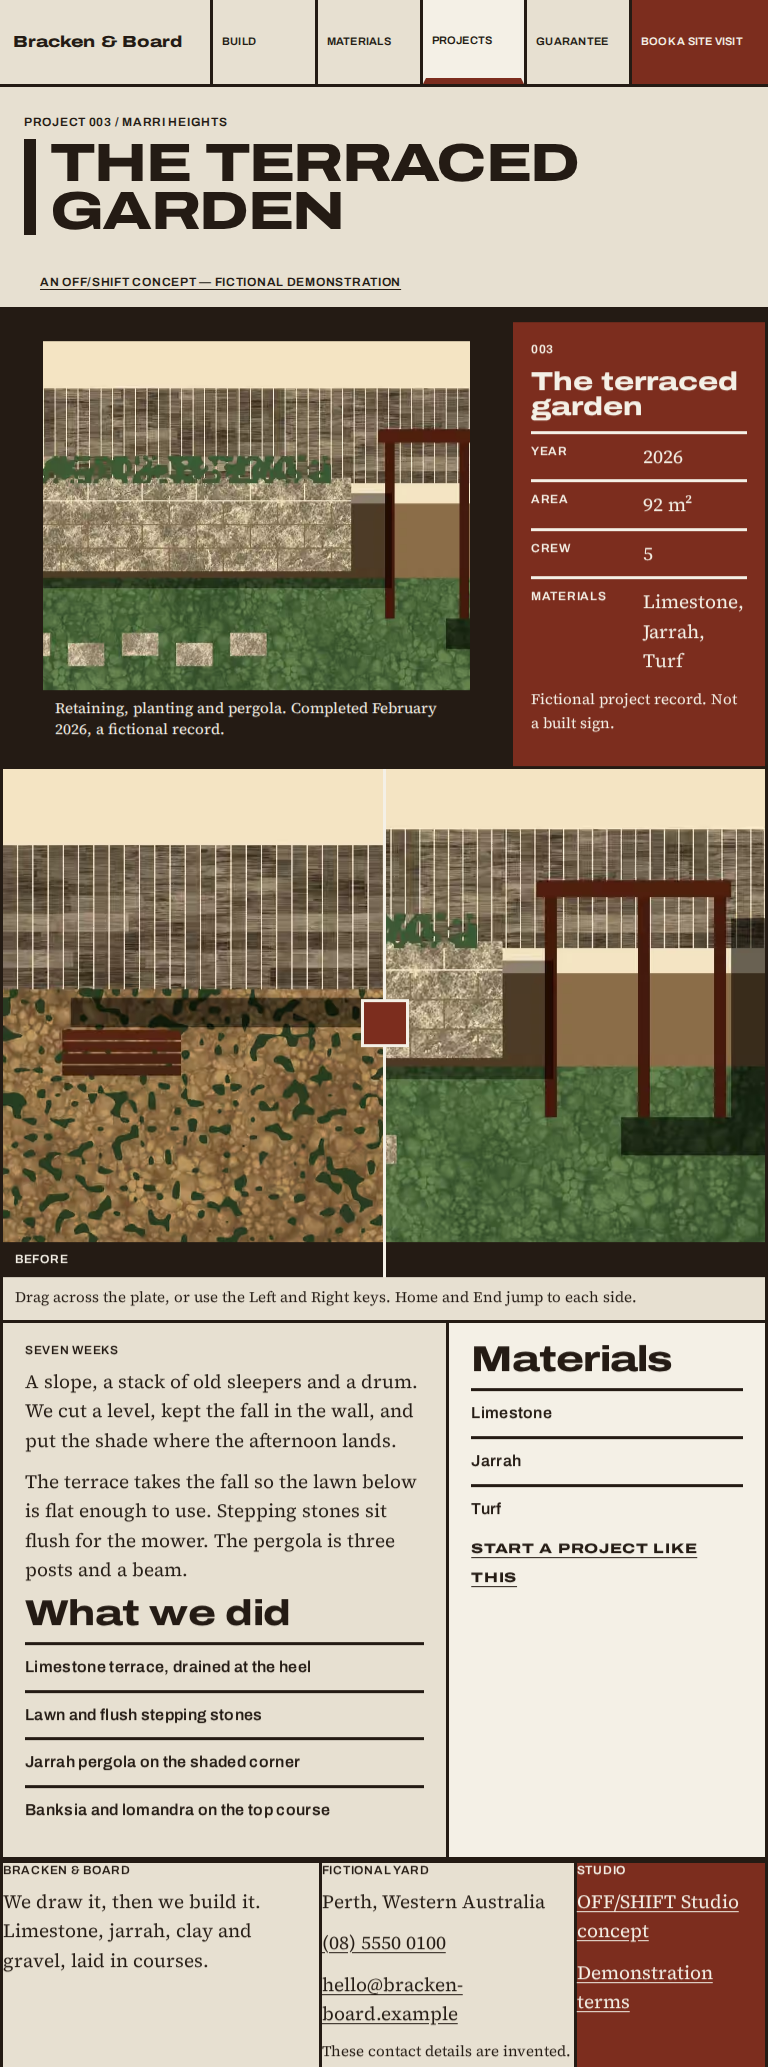 Bracken & Board
BUILD
MATERIALS
PROJECTS
GUARANTEE
BOOK A SITE VISIT
PROJECT 003 / MARRI HEIGHTS
THE TERRACED
GARDEN
AN OFF/SHIFT CONCEPT — FICTIONAL DEMONSTRATION
Retaining, planting and pergola. Completed February
2026, a fictional record.
003
The terraced
garden
YEAR
2026
AREA
92 m²
CREW
5
MATERIALS
Limestone,
Jarrah,
Turf
Fictional project record. Not
a built sign.
BEFORE
Drag across the plate, or use the Left and Right keys. Home and End jump to each side.
SEVEN WEEKS
A slope, a stack of old sleepers and a drum.
We cut a level, kept the fall in the wall, and
put the shade where the afternoon lands.
The terrace takes the fall so the lawn below
is flat enough to use. Stepping stones sit
flush for the mower. The pergola is three
posts and a beam.
What we did
Limestone terrace, drained at the heel
Lawn and flush stepping stones
Jarrah pergola on the shaded corner
Banksia and lomandra on the top course
Materials
Limestone
Jarrah
Turf
START A PROJECT LIKE
THIS
BRACKEN & BOARD
We draw it, then we build it.
Limestone, jarrah, clay and
gravel, laid in courses.
FICTIONAL YARD
Perth, Western Australia
(08) 5550 0100
hello@bracken-
board.example
These contact details are invented.
STUDIO
OFF/SHIFT Studio
concept
Demonstration
terms